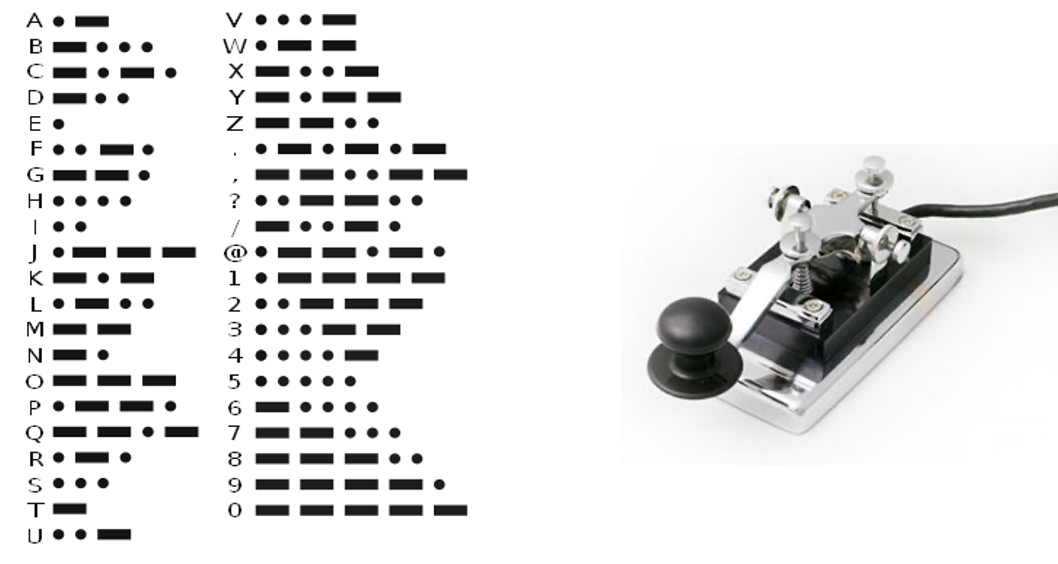 A • −
B − • • •
C − • − •
D − • •
E •
F • • − •
G − − •
H • • • •
I • •
J • − − −
K − • −
L • − • •
M − −
N − •
O − − −
P • − − •
Q − − • −
R • − •
S • • •
T −
U • • −
V • • • −
W • − −
X − • • −
Y − • − −
Z − − • •
. • − • − • −
, − − • • − −
? • • − − • •
/ − • • − •
@ • − − • − •
1 • − − − −
2 • • − − −
3 • • • − −
4 • • • • −
5 • • • • •
6 − • • • •
7 − − • • •
8 − − − • •
9 − − − − •
0 − − − − −